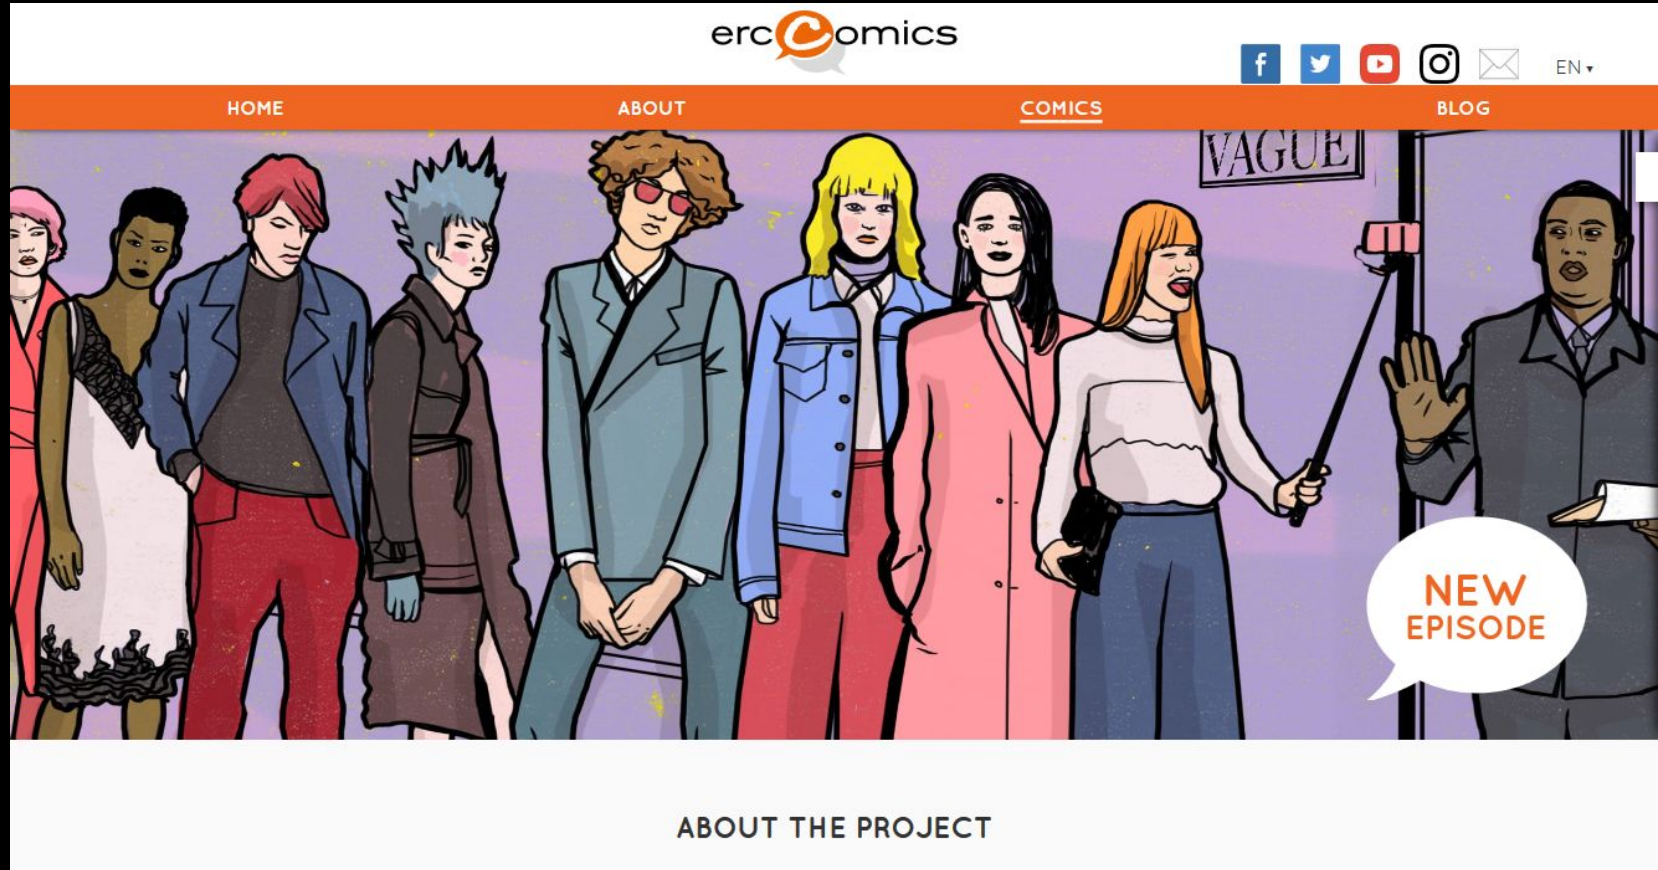 ercComics
EN ▾
HOME ABOUT COMICS BLOG
VAGUE
NEW
EPISODE
ABOUT THE PROJECT